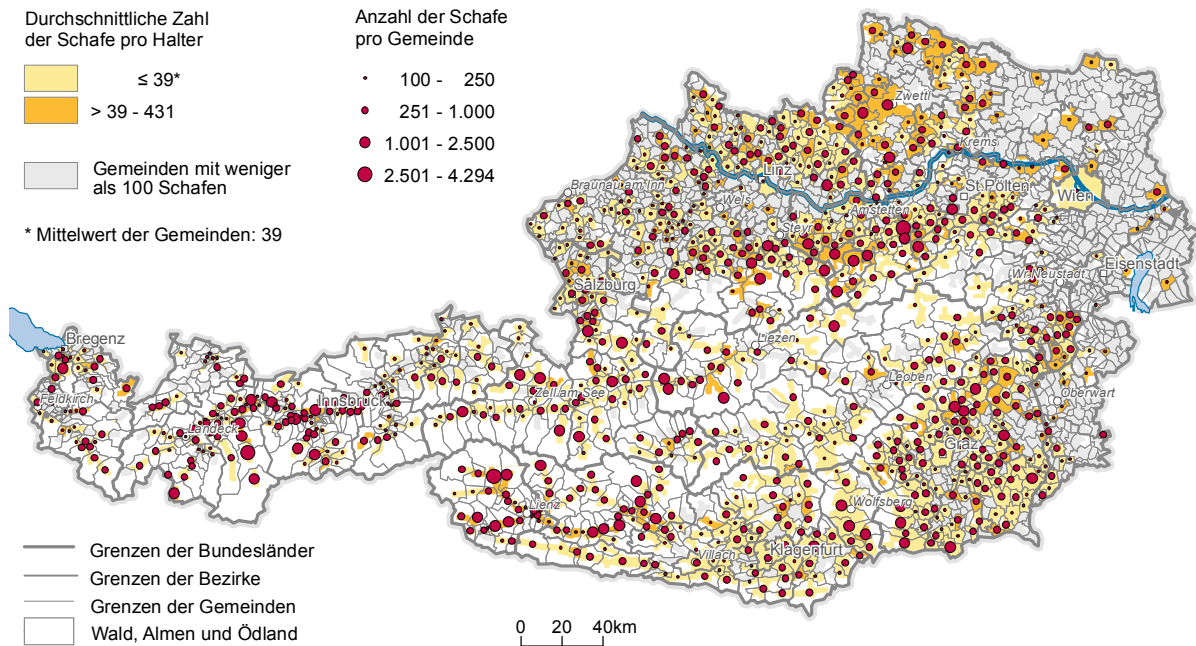 Durchschnittliche Zahl
der Schafe pro Halter
≤ 39*
> 39 - 431
Gemeinden mit weniger
als 100 Schafen
* Mittelwert der Gemeinden: 39
Anzahl der Schafe
pro Gemeinde
100 - 250
251 - 1.000
1.001 - 2.500
2.501 - 4.294
Zwettl
Krems
Linz
St.Pölten
Wien
Braunau am Inn
Wels
Amstetten
Steyr
Eisenstadt
Wr.Neustadt
Salzburg
Bregenz
Liezen
Leoben
Feldkirch
Innsbruck
Zell am See
Oberwart
Landeck
Graz
Lienz
Wolfsberg
Villach
Klagenfurt
Grenzen der Bundesländer
Grenzen der Bezirke
Grenzen der Gemeinden
Wald, Almen und Ödland
0 20 40km